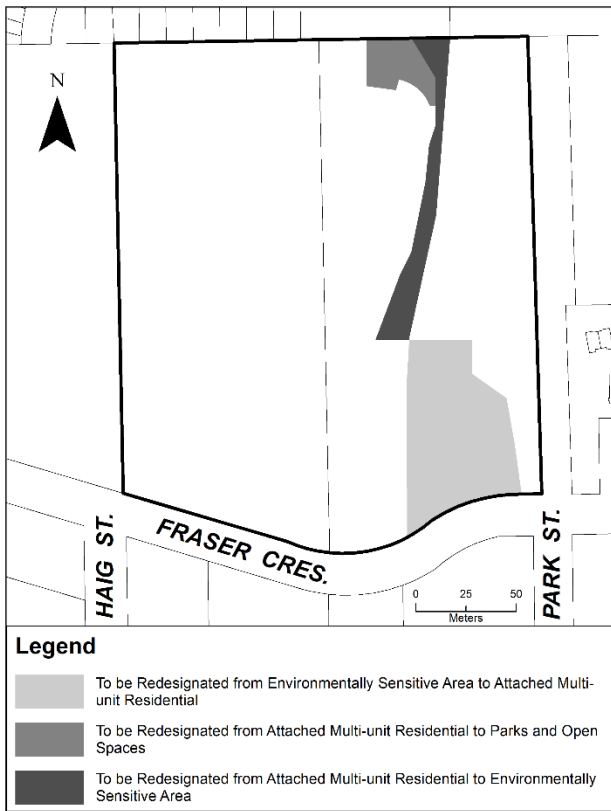 N
HAIG ST.
FRASER CRES.
PARK ST.
0 25 50
Meters
Legend
To be Redesignated from Environmentally Sensitive Area to Attached Multi-
unit Residential
To be Redesignated from Attached Multi-unit Residential to Parks and Open
Spaces
To be Redesignated from Attached Multi-unit Residential to Environmentally
Sensitive Area